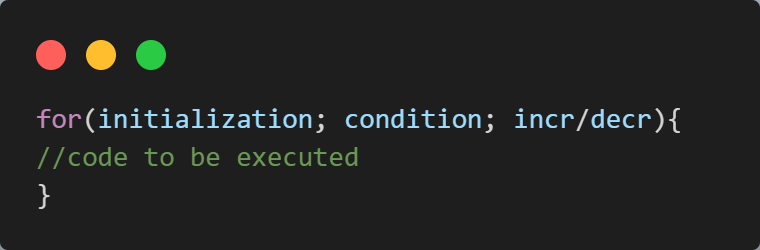 for(initialization; condition; incr/decr){
//code to be executed
}